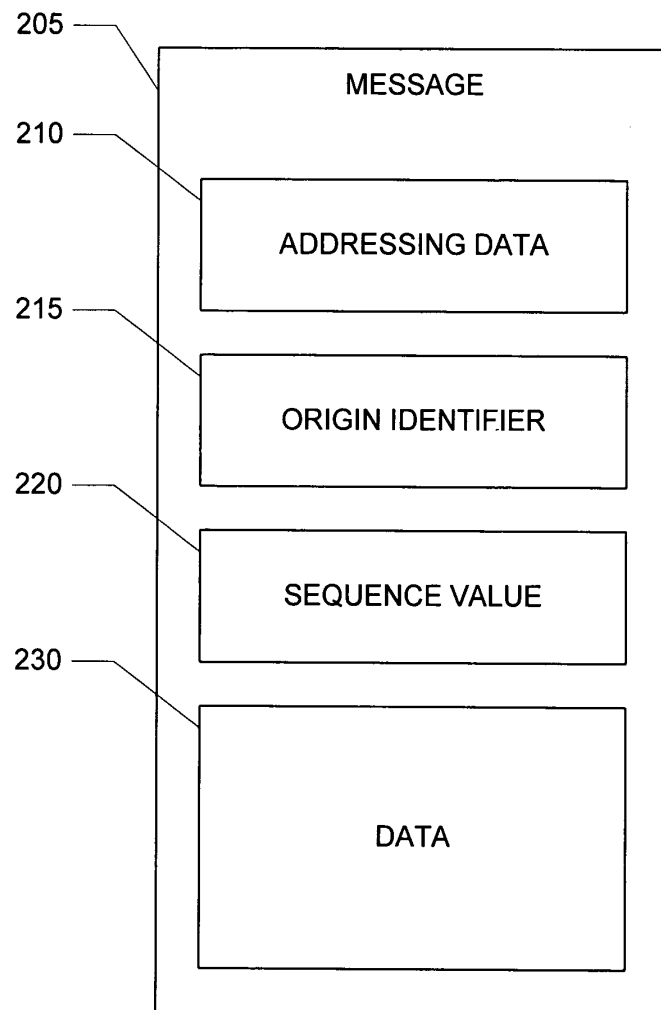 205
MESSAGE
210
ADDRESSING DATA
215
ORIGIN IDENTIFIER
220
SEQUENCE VALUE
230
DATA